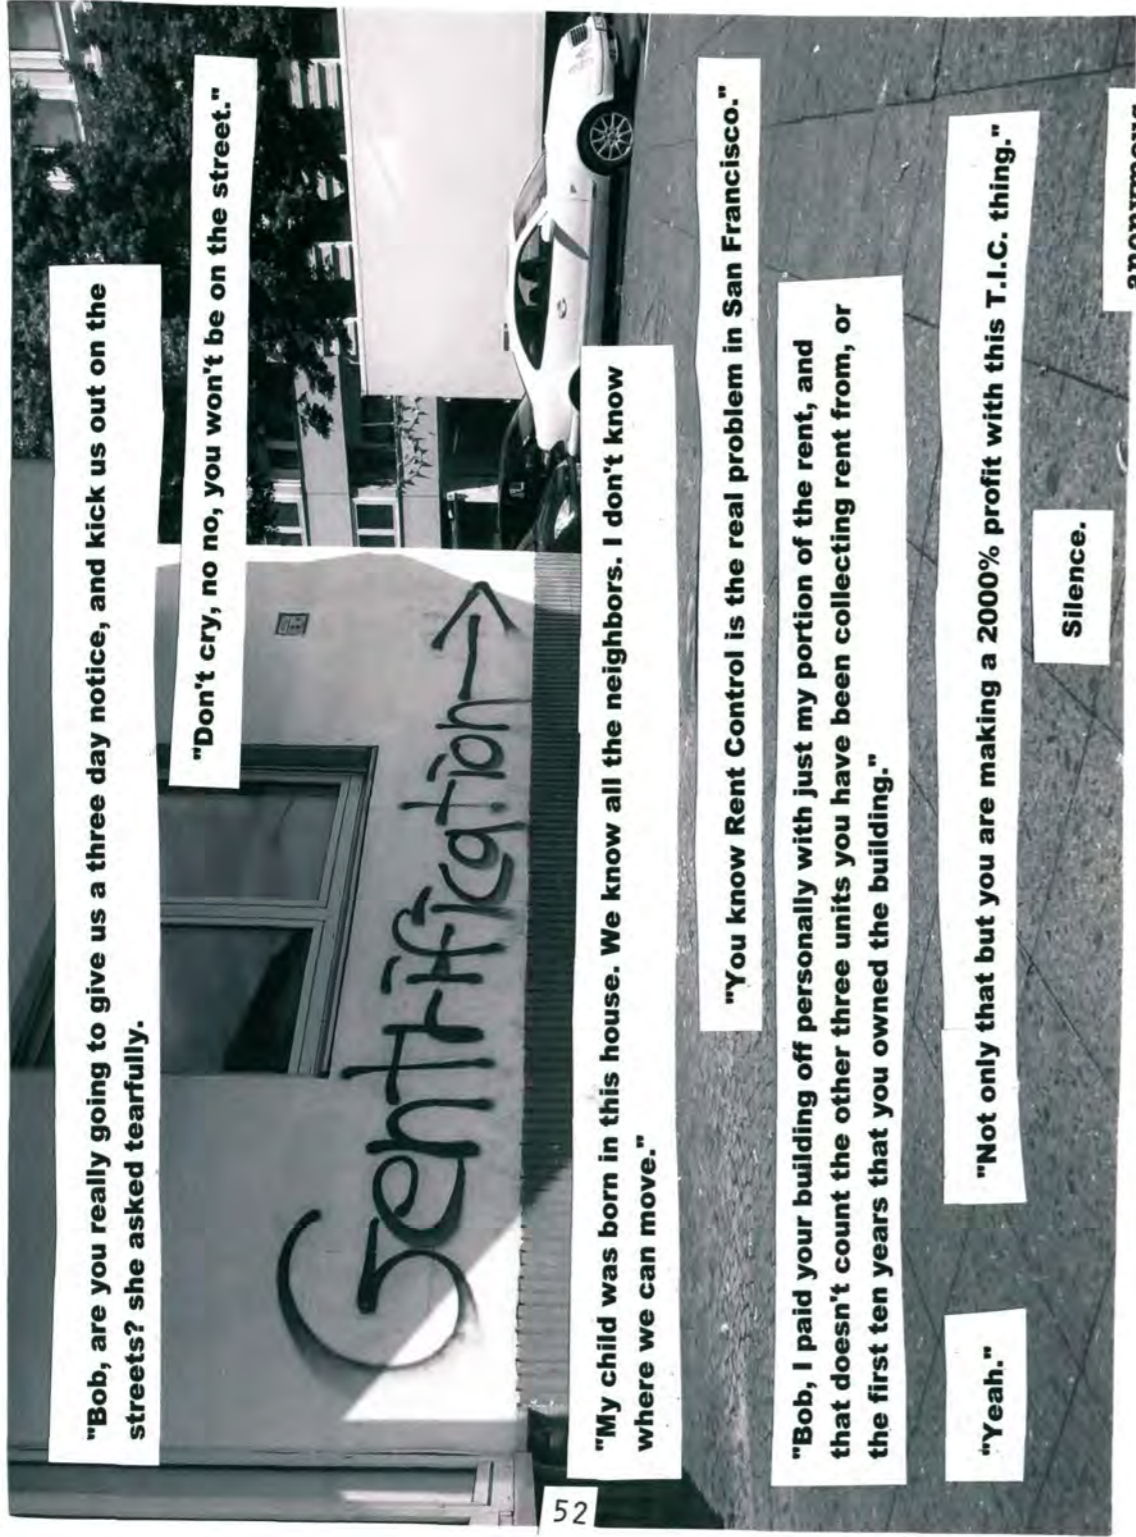 "Bob, are you really going to give us a three day notice, and kick us out on the
streets? she asked tearfully.
"Don't cry, no no, you won't be on the street."
Gentrification
"My child was born in this house. We know all the neighbors. I don't know
where we can move."
"You know Rent Control is the real problem in San Francisco."
"Bob, I paid your building off personally with just my portion of the rent, and
that doesn't count the other three units you have been collecting rent from, or
the first ten years that you owned the building."
"Yeah."
"Not only that but you are making a 2000% profit with this T.I.C. thing."
Silence.
anonymous
52